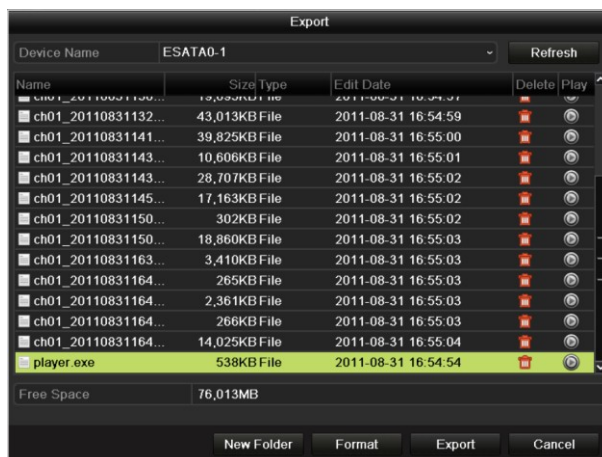 Export
Device Name ESATA0-1 Refresh
Name Size Type Edit Date Delete Play
ch01_20110831132... 43,013KB File 2011-08-31 16:54:59
ch01_20110831141... 39,825KB File 2011-08-31 16:55:00
ch01_20110831143... 10,606KB File 2011-08-31 16:55:01
ch01_20110831143... 28,707KB File 2011-08-31 16:55:02
ch01_20110831145... 17,163KB File 2011-08-31 16:55:02
ch01_20110831150... 302KB File 2011-08-31 16:55:02
ch01_20110831150... 18,860KB File 2011-08-31 16:55:03
ch01_20110831163... 3,410KB File 2011-08-31 16:55:03
ch01_20110831164... 265KB File 2011-08-31 16:55:03
ch01_20110831164... 2,361KB File 2011-08-31 16:55:03
ch01_20110831164... 266KB File 2011-08-31 16:55:03
ch01_20110831164... 14,025KB File 2011-08-31 16:55:04
player.exe 538KB File 2011-08-31 16:54:54
Free Space 76,013MB
New Folder Format Export Cancel